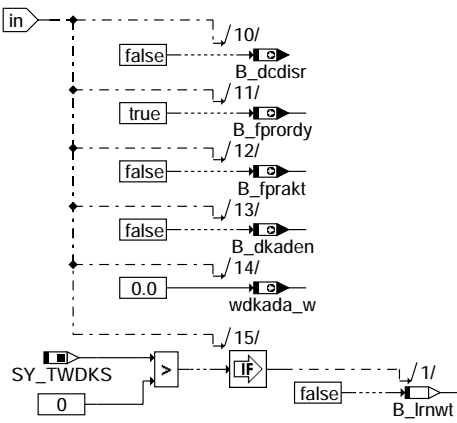 in
10/
false
B_dcdisr
11/
true
B_fprordy
12/
false
B_fprakt
13/
false
B_dkaden
14/
0.0
wdkada_w
15/
SY_TWDKS
>
IF
1/
0
false
B_lrnwt